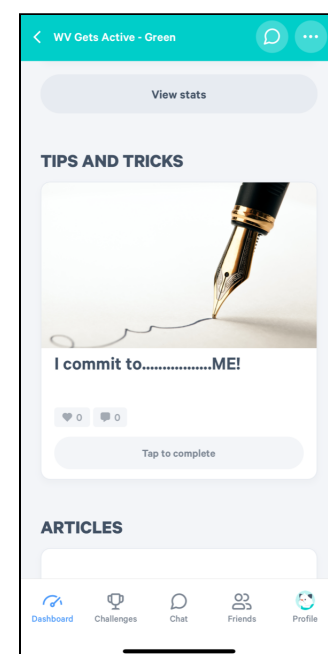 WV Gets Active - Green
View stats
TIPS AND TRICKS
I commit to.................ME!
0 0
Tap to complete
ARTICLES
Dashboard Challenges Chat Friends Profile